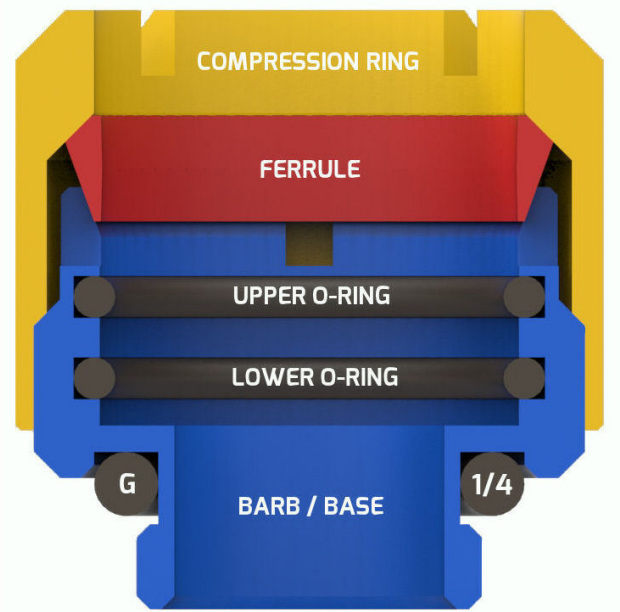 COMPRESSION RING
FERRULE
UPPER O-RING
LOWER O-RING
G
1/4
BARB / BASE